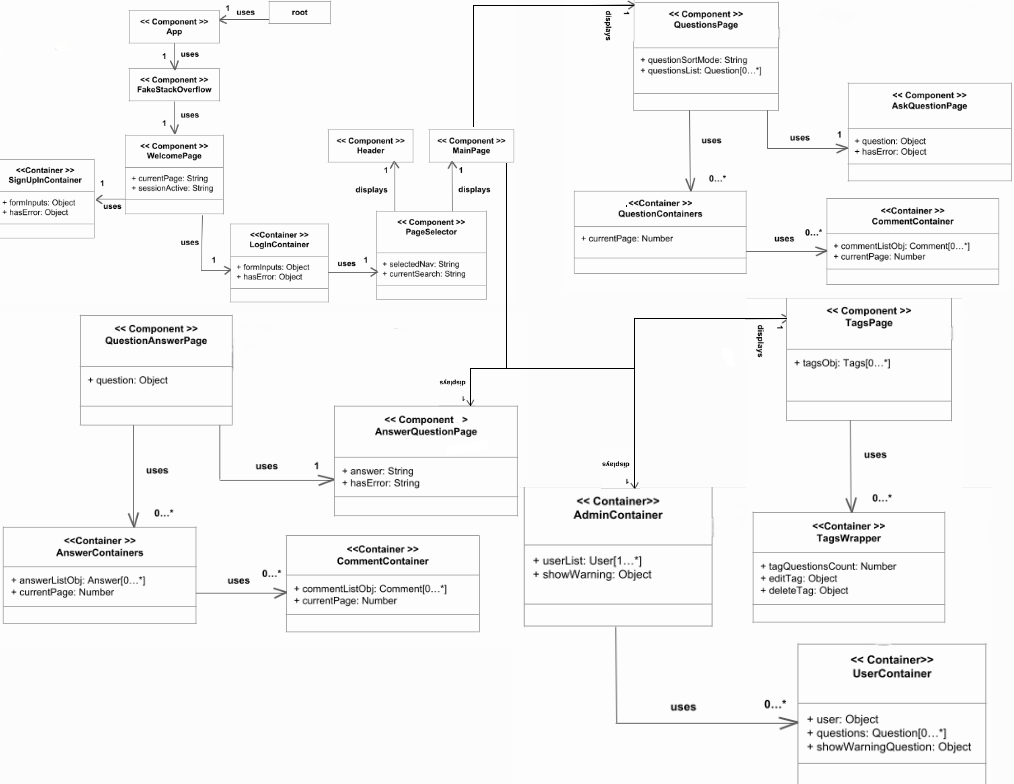 root
1 uses
<< Component >>
App
1 uses
<< Component >>
FakeStackOverflow
uses
1
<< Component >>
WelcomePage
+ currentPage: String
+ sessionActive: String
1
uses
<<Container >>
SignUpInContainer
+ formInputs: Object
+ hasError: Object
uses
1
<<Container >>
LogInContainer
+ formInputs: Object
+ hasError: Object
uses 1
<< Component >>
PageSelector
+ selectedNav: String
+ currentSearch: String
1
displays
1
displays
<< Component >>
Header
<< Component >>
MainPage
displays
1
<< Component >>
QuestionsPage
+ questionSortMode: String
+ questionsList: Question[0...*]
uses
0...*
uses 1
<< Component >>
AskQuestionPage
+ question: Object
+ hasError: Object
<<Container >>
QuestionContainers
+ currentPage: Number
uses 0...*
<<Container >>
CommentContainer
+ commentListObj: Comment[0...*]
+ currentPage: Number
<< Component >>
QuestionAnswerPage
+ question: Object
uses
0...*
uses 1
displays
1
<< Component >
AnswerQuestionPage
+ answer: String
+ hasError: String
<<Container >>
AnswerContainers
+ answerListObj: Answer[0...*]
+ currentPage: Number
uses 0...*
<<Container >>
CommentContainer
+ commentListObj: Comment[0...*]
+ currentPage: Number
displays
1
<< Component >>
TagsPage
+ tagsObj: Tags[0...*]
uses
0...*
<<Container >>
TagsWrapper
+ tagQuestionsCount: Number
+ editTag: Object
+ deleteTag: Object
displays
1
<< Container>>
AdminContainer
+ userList: User[1...*]
+ showWarning: Object
uses 0...*
<< Container>>
UserContainer
+ user: Object
+ questions: Question[0...*]
+ showWarningQuestion: Object